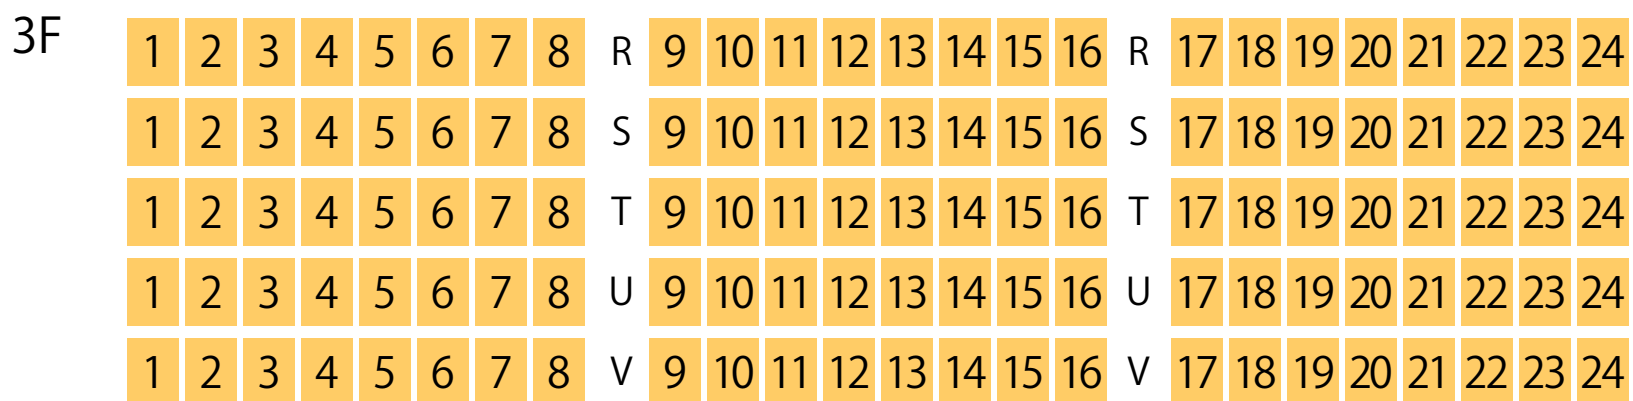 3F 1 2 3 4 5 6 7 8 R 9 10 11 12 13 14 15 16 R 17 18 19 20 21 22 23 24
1 2 3 4 5 6 7 8 S 9 10 11 12 13 14 15 16 S 17 18 19 20 21 22 23 24
1 2 3 4 5 6 7 8 T 9 10 11 12 13 14 15 16 T 17 18 19 20 21 22 23 24
1 2 3 4 5 6 7 8 U 9 10 11 12 13 14 15 16 U 17 18 19 20 21 22 23 24
1 2 3 4 5 6 7 8 V 9 10 11 12 13 14 15 16 V 17 18 19 20 21 22 23 24